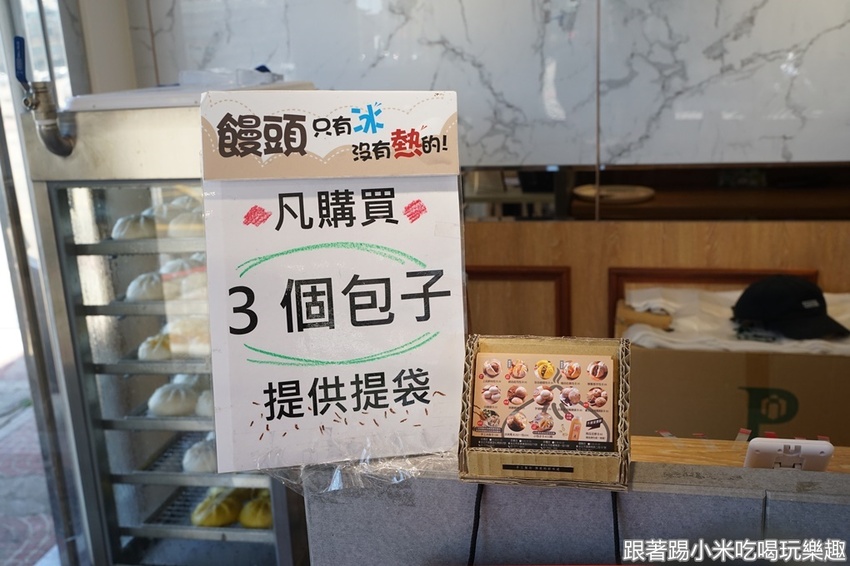 饅頭只有冰
沒有熱的!
凡購買
3個包子
提供提袋
P
跟著踢小米吃喝玩樂趣